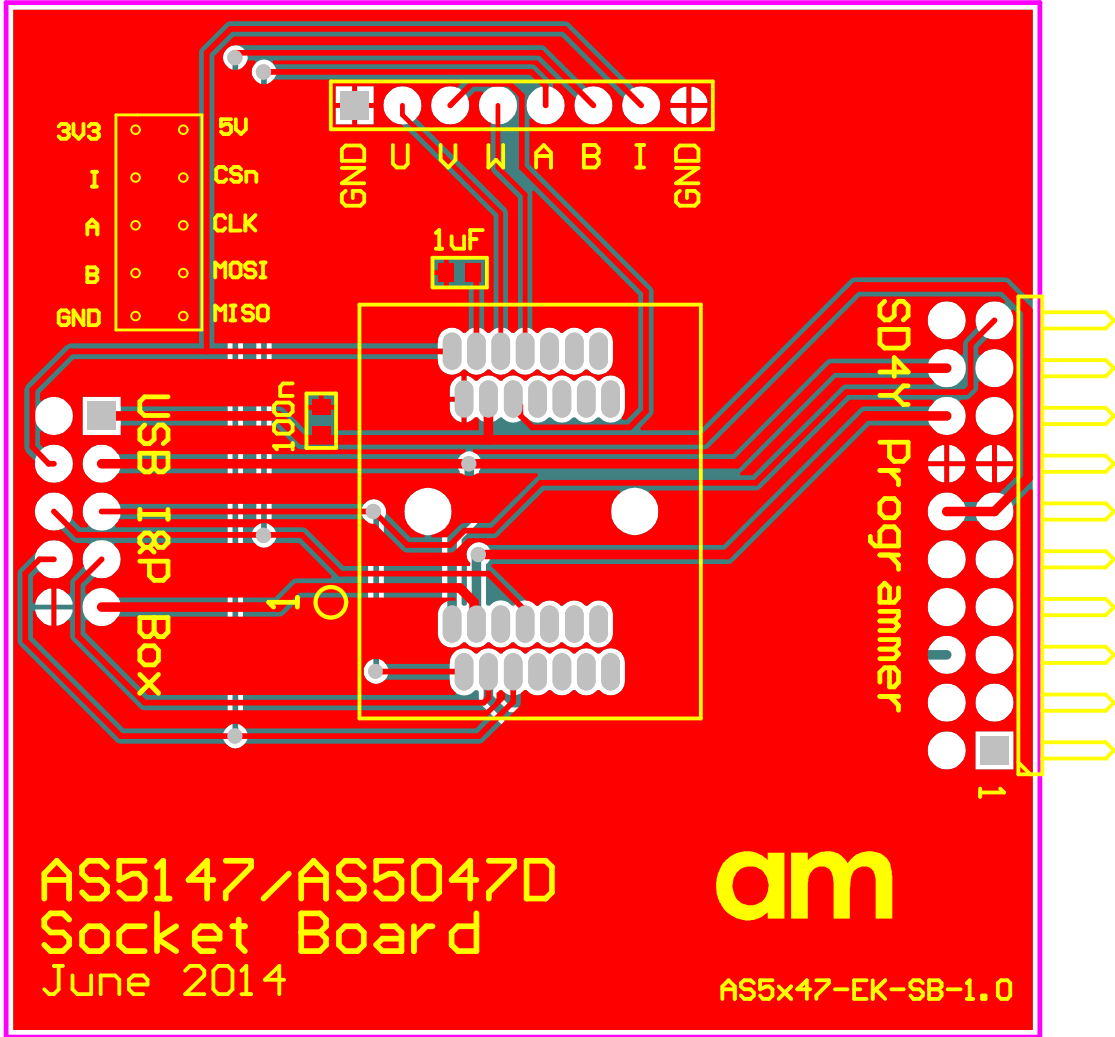 3V3 5V
I CSn
A CLK
B MOSI
GND MISO
GND U V W A B I GND
1uF
100n
USB I&P Box
1
SD4Y Programmer
1
AS5147/AS5047D
Socket Board
June 2014
am
AS5x47-EK-SB-1.0